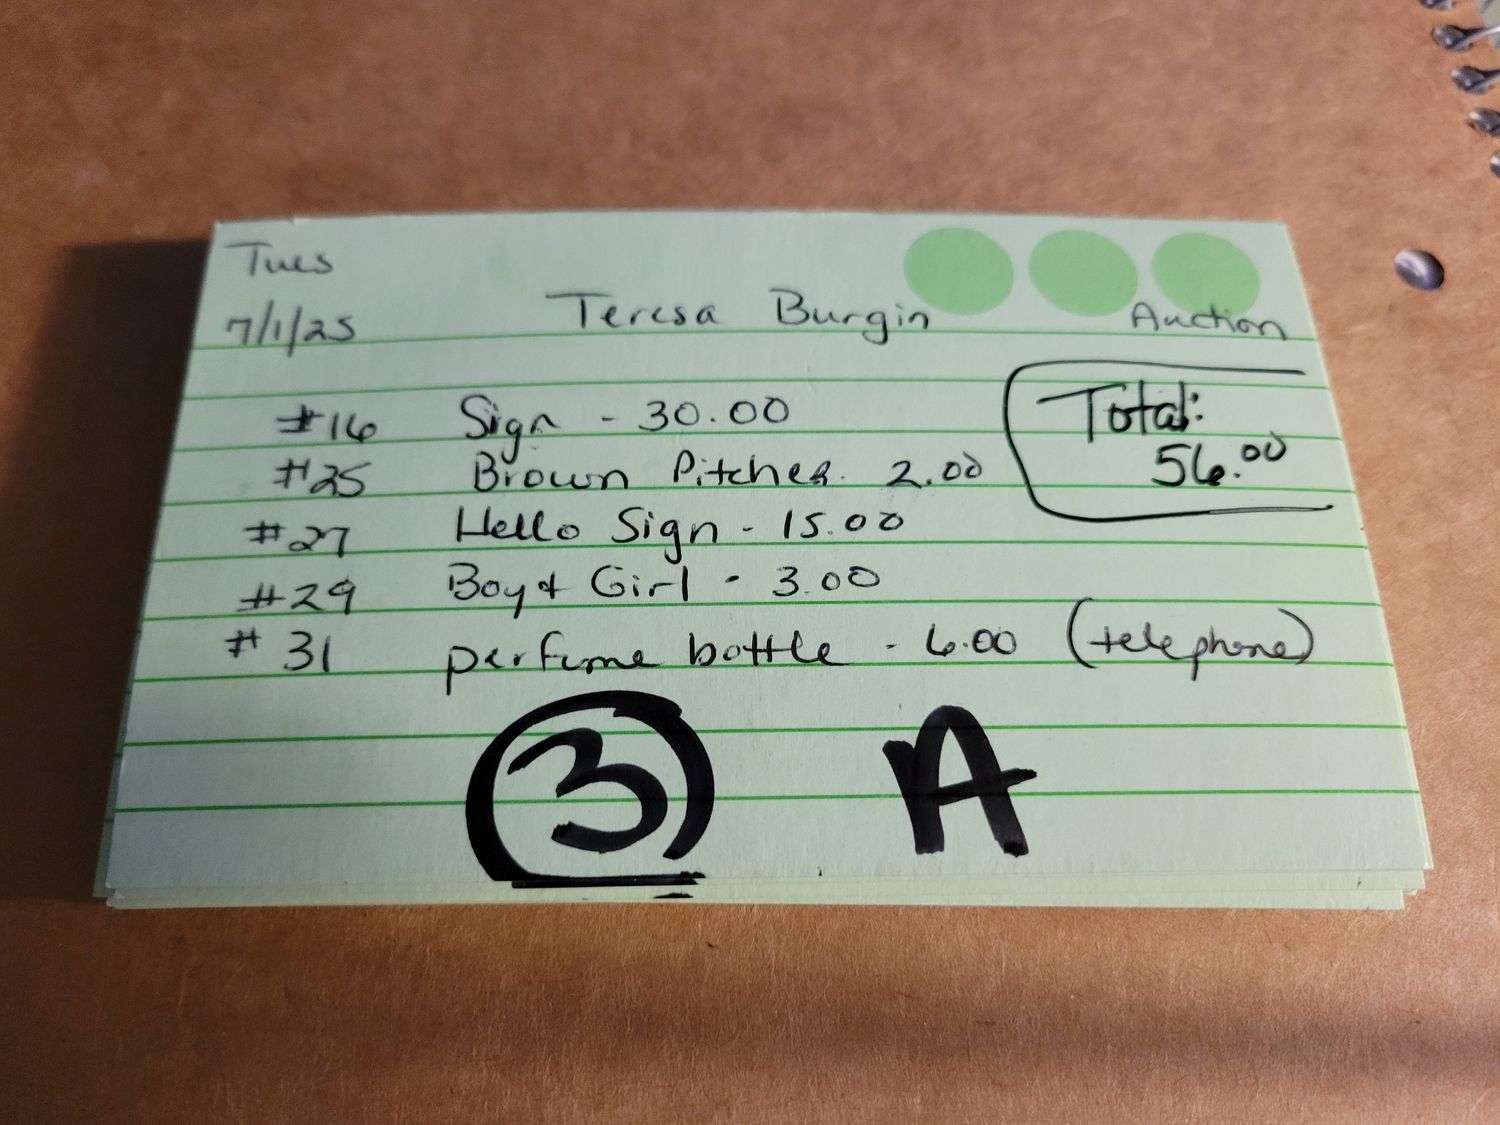 Tues
7/1/25 Teresa Burgin Auction
#16 Sign - 30.00
#25 Brown Pitcher. 2.00
#27 Hello Sign - 15.00
#29 Boy & Girl - 3.00
#31 perfume bottle - 6.00 (telephone)
Total:
56.00
3 A